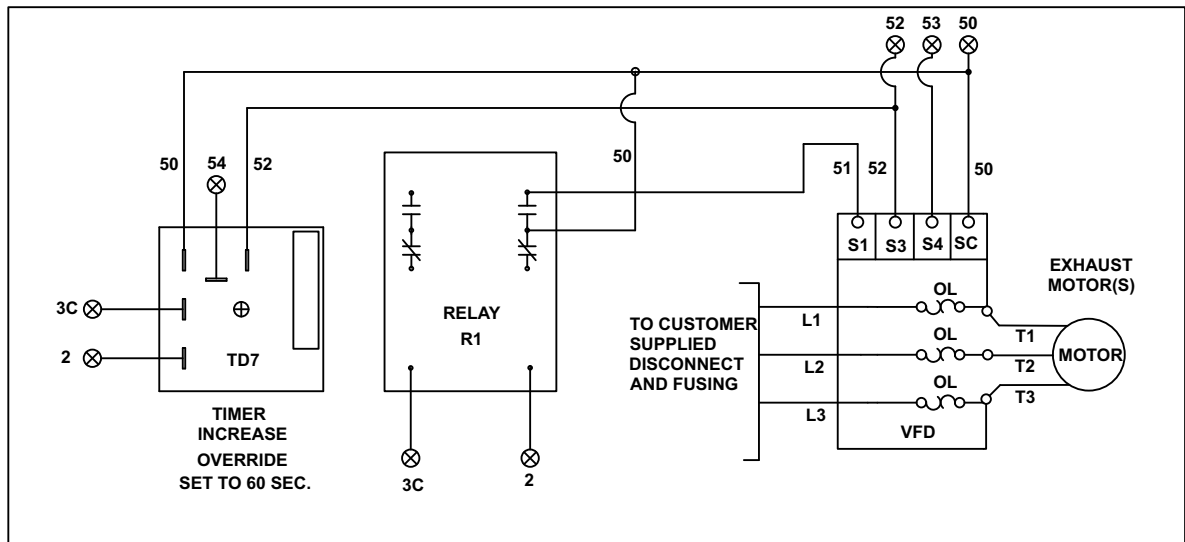 52 53 50
50 54 52
50
51 52 50
S1 S3 S4 SC
3C
2
TD7
TIMER
INCREASE
OVERRIDE
SET TO 60 SEC.
RELAY
R1
3C 2
TO CUSTOMER
SUPPLIED
DISCONNECT
AND FUSING
L1
L2
L3
OL
OL
OL
VFD
EXHAUST
MOTOR(S)
T1
T2
T3
MOTOR